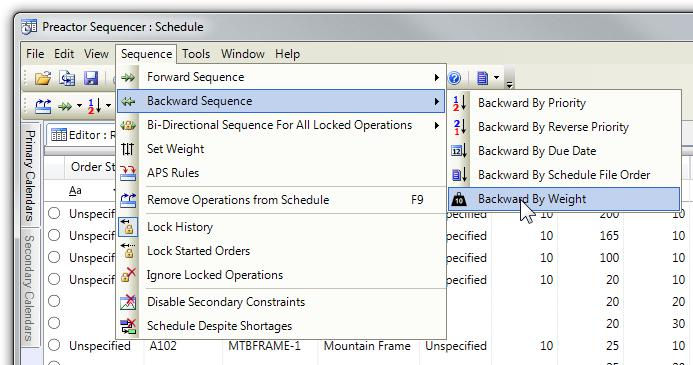 Preactor Sequencer : Schedule
File Edit View Sequence Tools Window Help
Forward Sequence
Backward Sequence
Bi-Directional Sequence For All Locked Operations
Set Weight
APS Rules
Remove Operations from Schedule F9
Lock History
Lock Started Orders
Ignore Locked Operations
Disable Secondary Constraints
Schedule Despite Shortages
Backward By Priority
Backward By Reverse Priority
Backward By Due Date
Backward By Schedule File Order
Backward By Weight
Primary Calendars
Secondary Calendars
Editor : R
Order St
Aa
Unspecified 10 200 10
Unspecified 10 165 10
Unspecified 10 100 10
Unspecified 10 20 10
20 20
20 30
Unspecified A102 MTBFRAME-1 Mountain Frame Unspecified 10 25 10